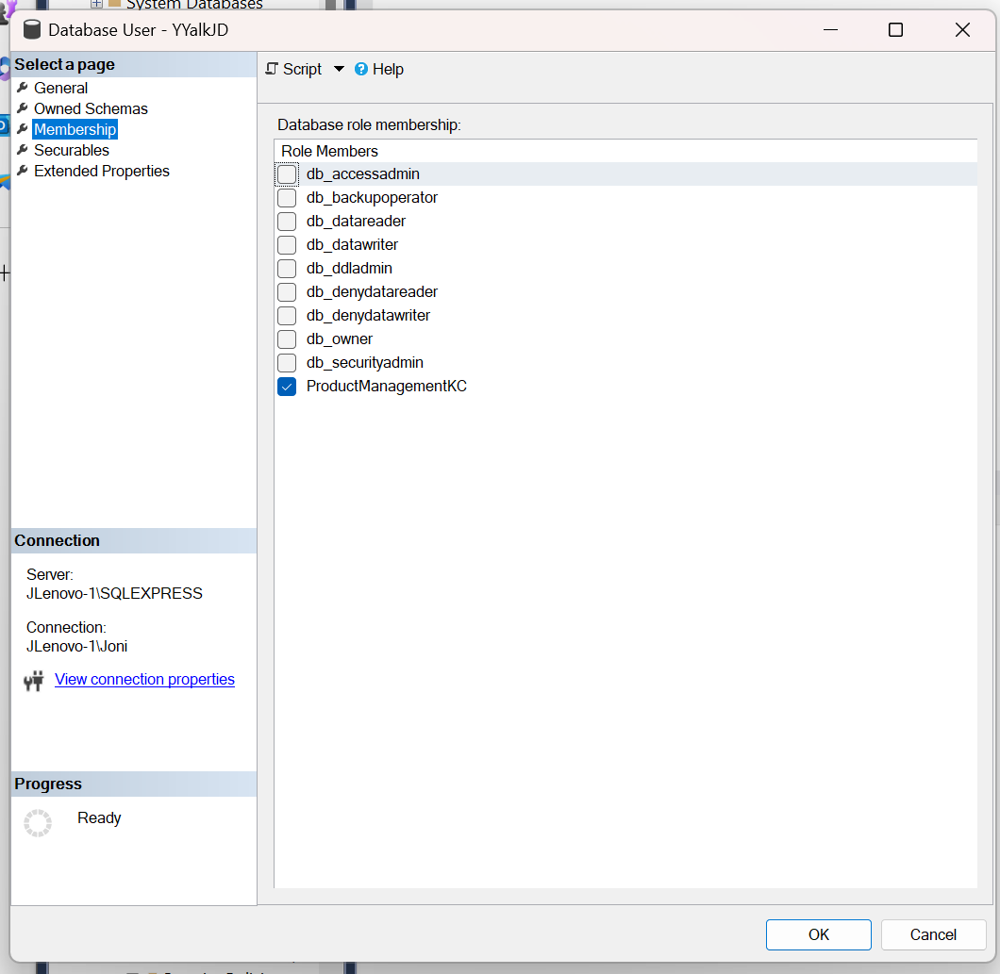 System Databases
Database User - YYalkJD
Select a page
General
Owned Schemas
Membership
Securables
Extended Properties
Script
Help
Database role membership:
Role Members
db_accessadmin
db_backupoperator
db_datareader
db_datawriter
db_ddladmin
db_denydatareader
db_denydatawriter
db_owner
db_securityadmin
ProductManagementKC
Connection
Server:
JLenovo-1\SQLEXPRESS
Connection:
JLenovo-1\Joni
View connection properties
Progress
Ready
OK
Cancel